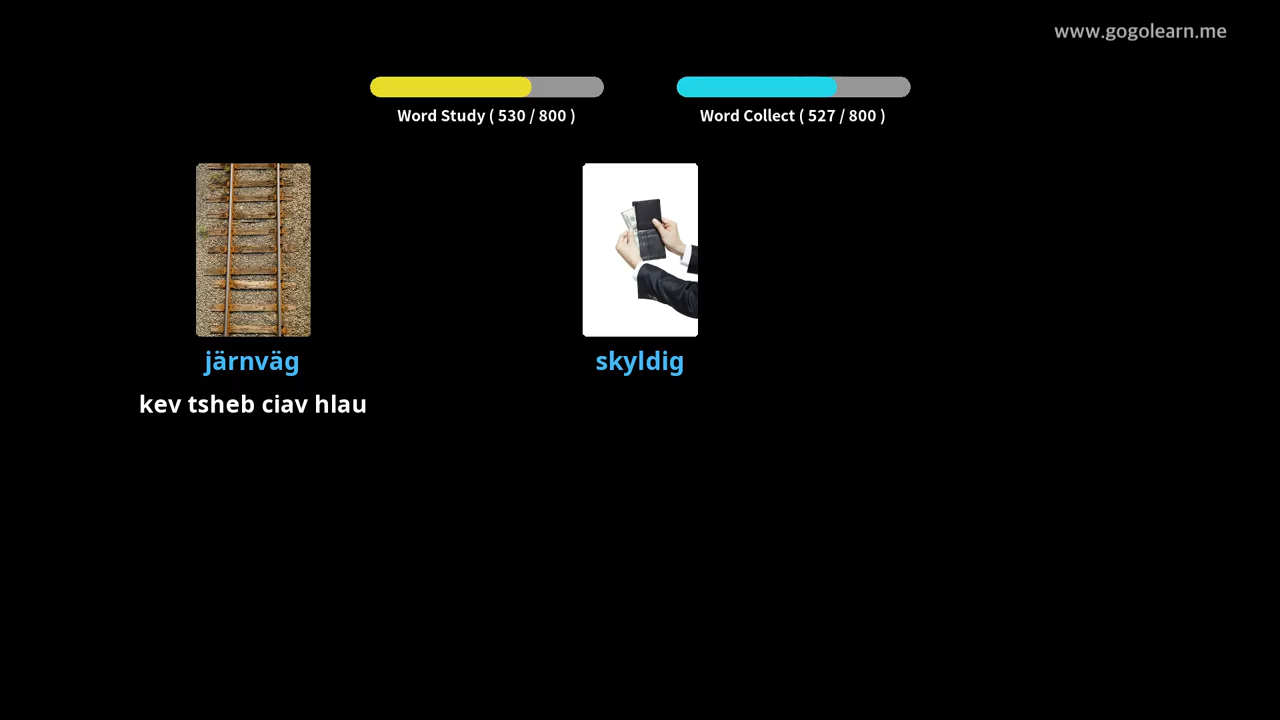 www.gogolearn.me
Word Study ( 530 / 800 )
Word Collect ( 527 / 800 )
järnväg
skyldig
kev tsheb ciav hlau